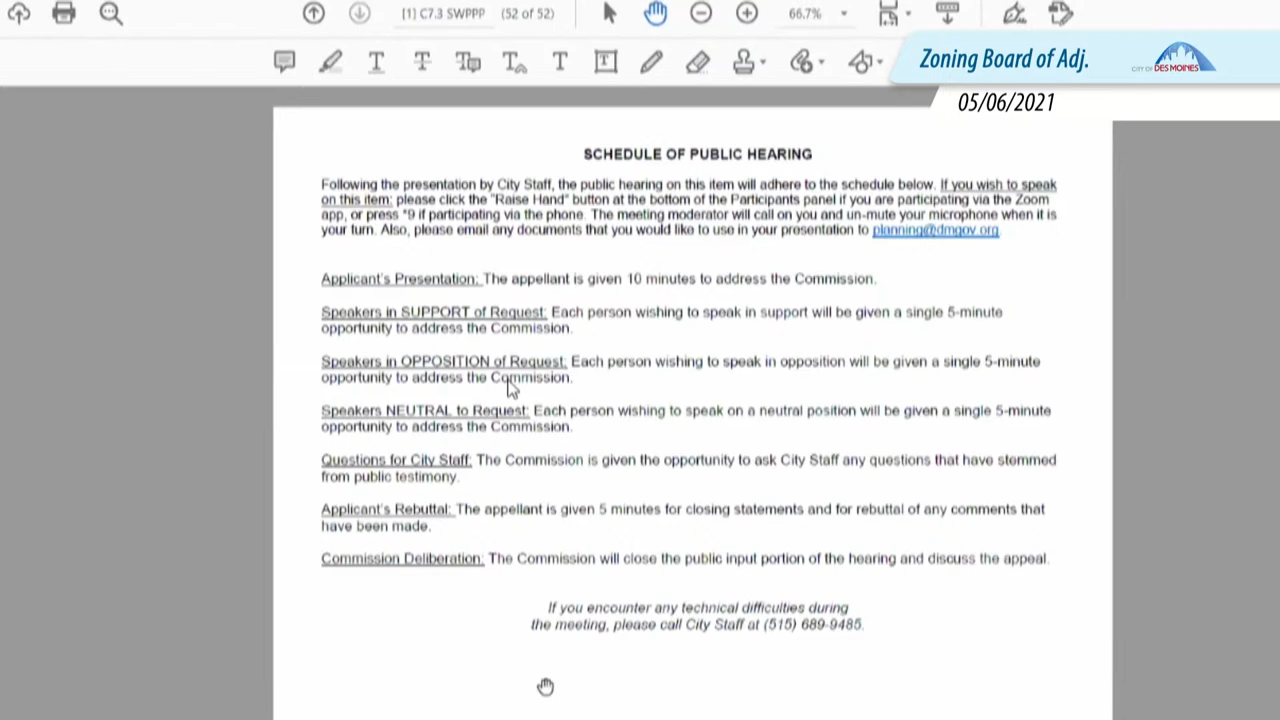 [1] C7.3 SWPPP (52 of 52)
66.7%
Zoning Board of Adj.
CITY OF DES MOINES
05/06/2021
SCHEDULE OF PUBLIC HEARING
Following the presentation by City Staff, the public hearing on this item will adhere to the schedule below. If you wish to speak
on this item: please click the "Raise Hand" button at the bottom of the Participants panel if you are participating via the Zoom
app, or press *9 if participating via the phone. The meeting moderator will call on you and un-mute your microphone when it is
your turn. Also, please email any documents that you would like to use in your presentation to planning@dmgov.org.
Applicant's Presentation: The appellant is given 10 minutes to address the Commission.
Speakers in SUPPORT of Request: Each person wishing to speak in support will be given a single 5-minute
opportunity to address the Commission.
Speakers in OPPOSITION of Request: Each person wishing to speak in opposition will be given a single 5-minute
opportunity to address the Commission.
Speakers NEUTRAL to Request: Each person wishing to speak on a neutral position will be given a single 5-minute
opportunity to address the Commission.
Questions for City Staff: The Commission is given the opportunity to ask City Staff any questions that have stemmed
from public testimony.
Applicant's Rebuttal: The appellant is given 5 minutes for closing statements and for rebuttal of any comments that
have been made.
Commission Deliberation: The Commission will close the public input portion of the hearing and discuss the appeal.
If you encounter any technical difficulties during
the meeting, please call City Staff at (515) 689-9485.